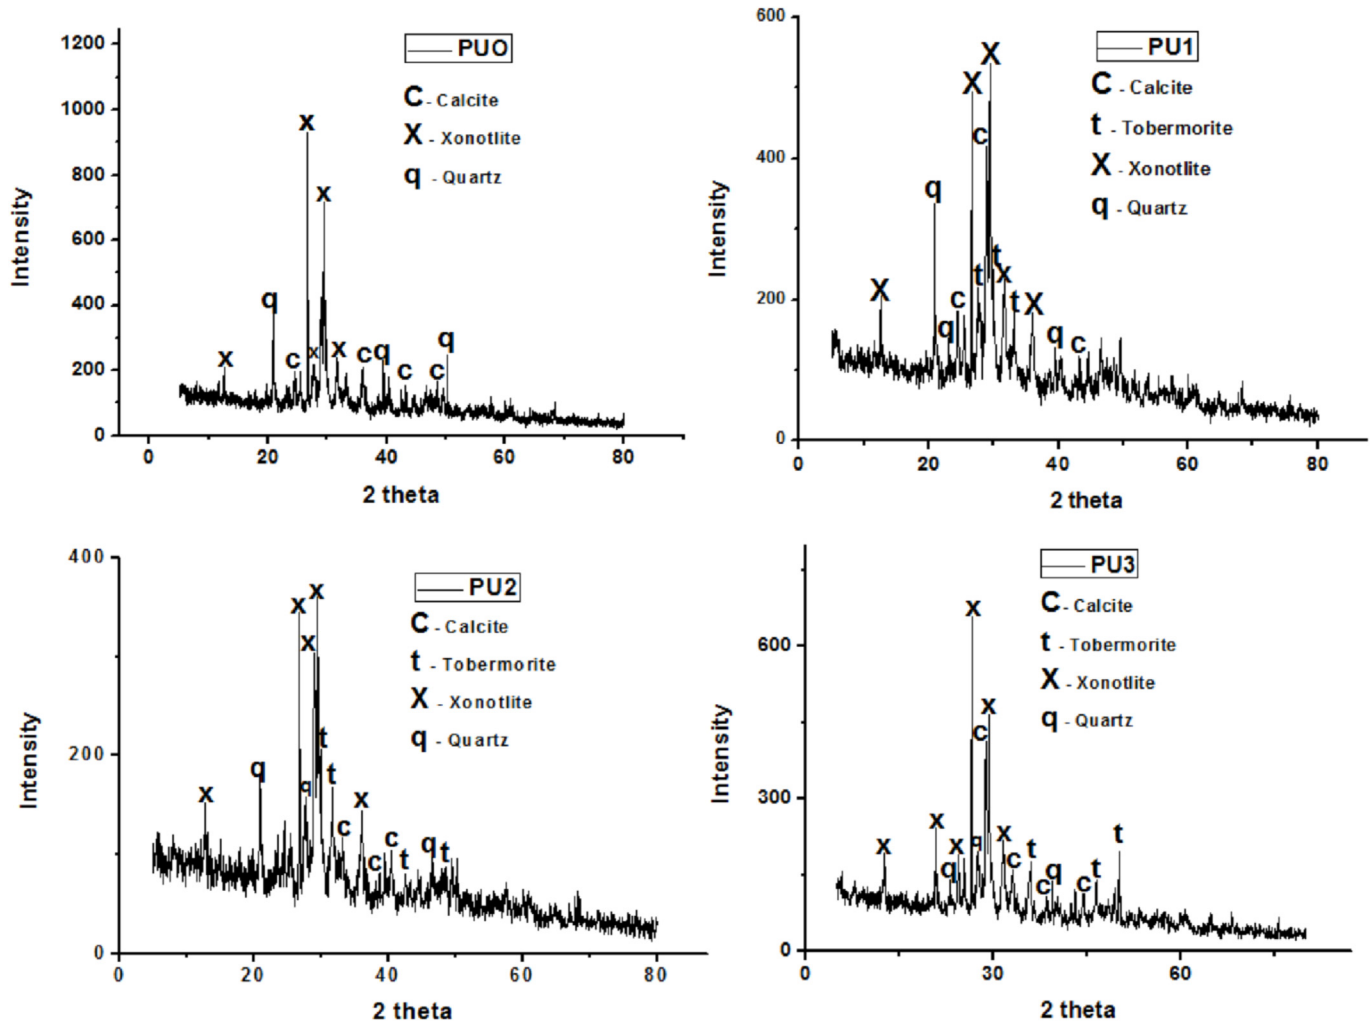 PUO
C - Calcite
X - Xonotlite
q - Quartz
Intensity
1200
1000
800
600
400
200
0
x
q
x
x
x
x
c
c
q
c
c
q
0
20
40
60
80
2 theta
PU1
C - Calcite
t - Tobermorite
X - Xonotlite
q - Quartz
Intensity
600
400
200
0
X
q
q
c
X
c
t
X
t
x
t
X
q
c
0
20
40
60
80
2 theta
PU2
C - Calcite
t - Tobermorite
X - Xonotlite
q - Quartz
Intensity
400
200
0
x
q
x
x
x
q
t
t
c
x
c
c
t
q
t
0
20
40
60
80
2 theta
PU3
C - Calcite
t - Tobermorite
X - Xonotlite
q - Quartz
Intensity
600
300
0
x
x
q
x
x
c
x
q
x
c
t
c
q
c
t
t
0
30
60
2 theta